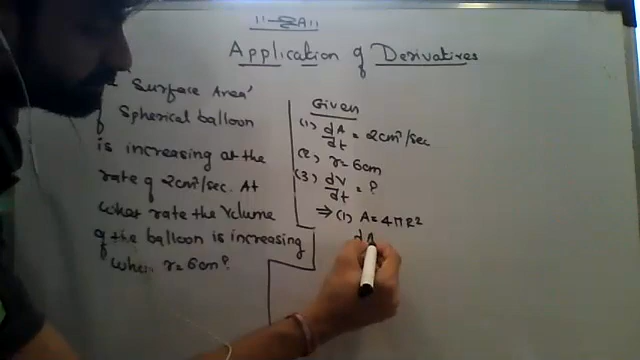 Application of Derivatives
"Surface Area"
of Spherical balloon
is increasing at the
rate of 2cm²/sec. At
what rate the Volume
of the balloon is increasing
when r=6cm?
Given
(1) dA/dt = 2cm²/sec
(2) r=6cm
(3) dV/dt = ?
⇒ (1) A = 4πR²
dA